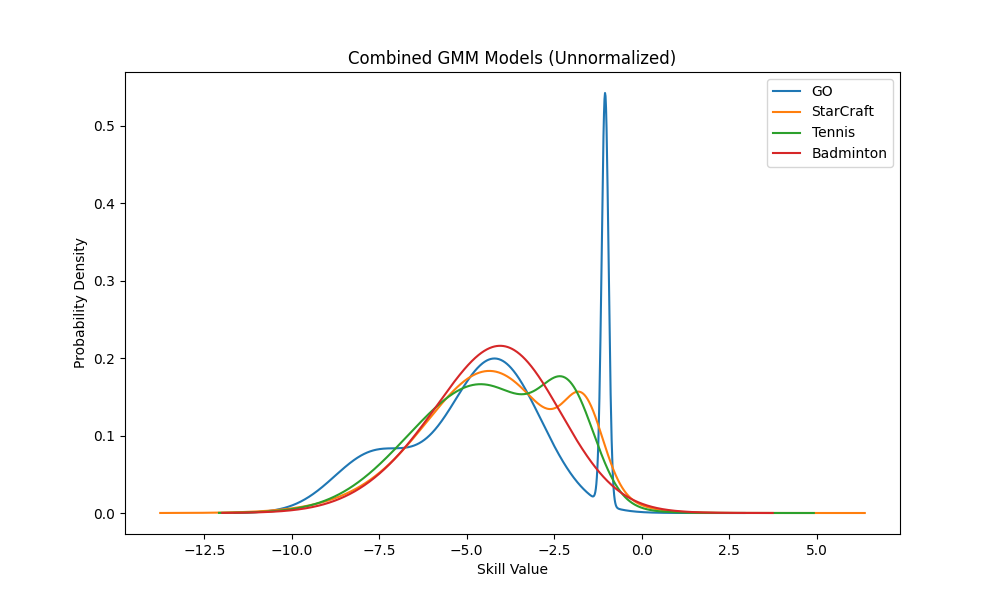 Combined GMM Models (Unnormalized)
GO
StarCraft
Tennis
Badminton
Probability Density
0.5
0.4
0.3
0.2
0.1
0.0
−12.5 −10.0 −7.5 −5.0 −2.5 0.0 2.5 5.0
Skill Value